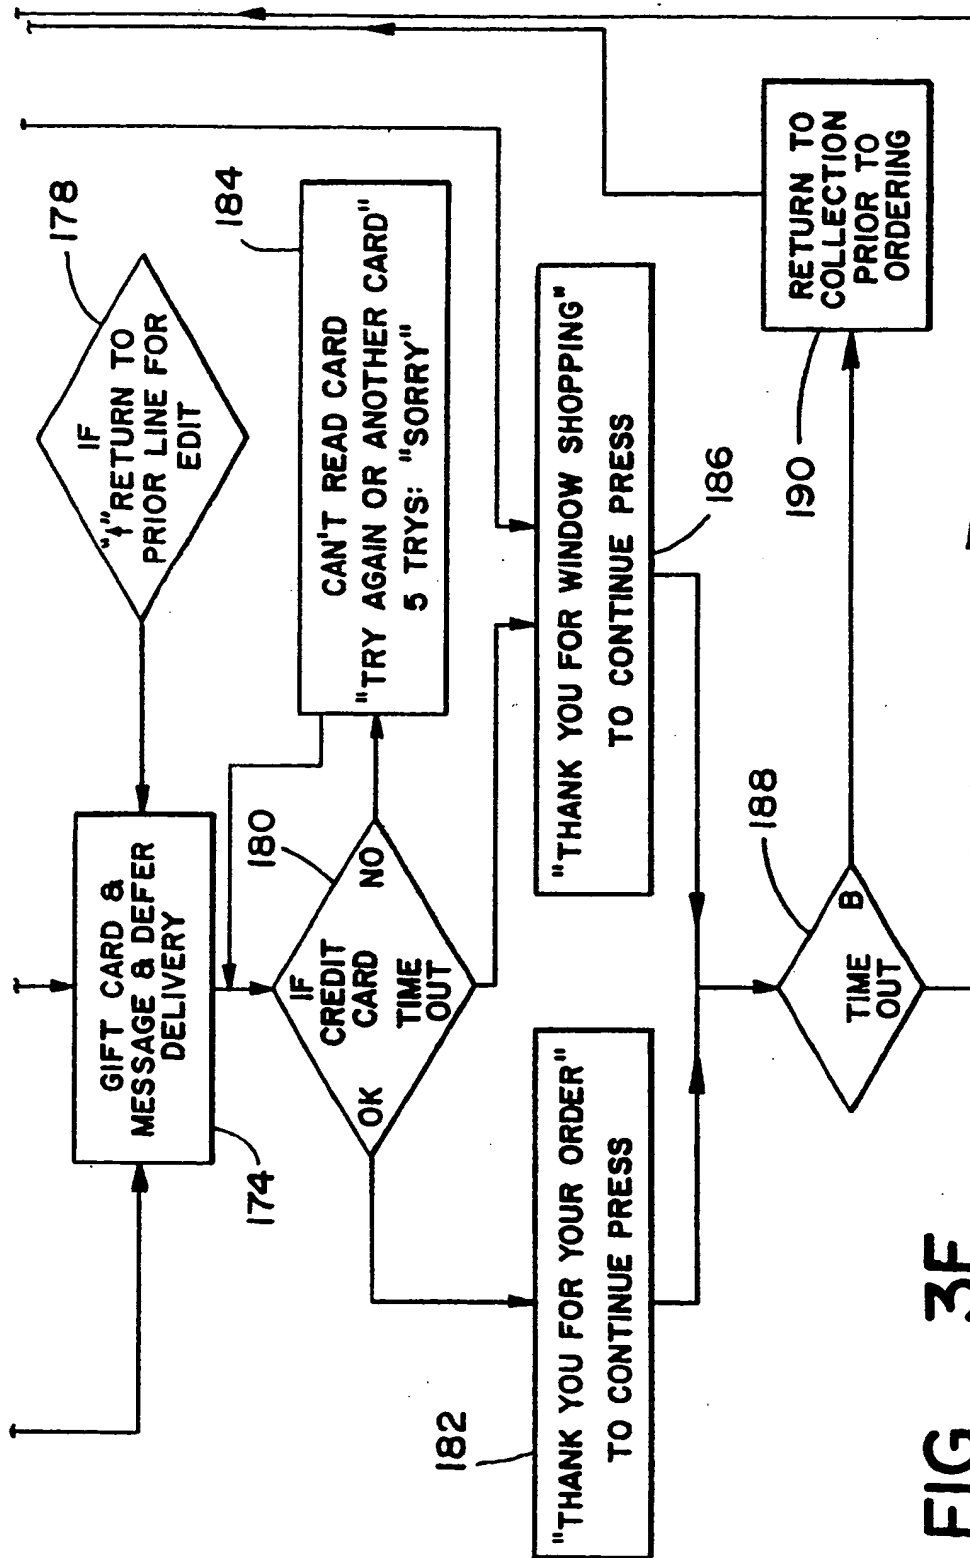 178
IF
"↑" RETURN TO
PRIOR LINE FOR
EDIT
GIFT CARD &
MESSAGE & DEFER
DELIVERY
174
184
CAN'T READ CARD
"TRY AGAIN OR ANOTHER CARD"
5 TRYS: "SORRY"
180
IF
CREDIT
CARD
TIME
OUT
OK
NO
182
"THANK YOU FOR YOUR ORDER"
TO CONTINUE PRESS
"THANK YOU FOR WINDOW SHOPPING"
TO CONTINUE PRESS
186
188
TIME
OUT
B
190
RETURN TO
COLLECTION
PRIOR TO
ORDERING